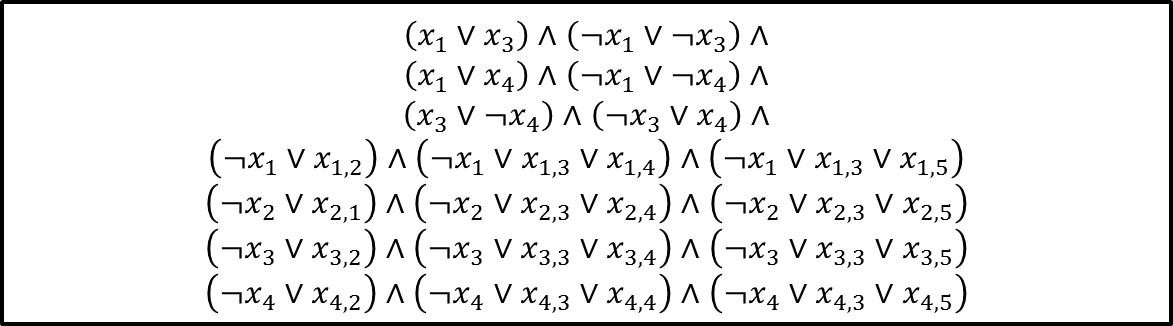 (x₁ ∨ x₃) ∧ (¬x₁ ∨ ¬x₃) ∧
(x₁ ∨ x₄) ∧ (¬x₁ ∨ ¬x₄) ∧
(x₃ ∨ ¬x₄) ∧ (¬x₃ ∨ x₄) ∧
(¬x₁ ∨ x₁,₂) ∧ (¬x₁ ∨ x₁,₃ ∨ x₁,₄) ∧ (¬x₁ ∨ x₁,₃ ∨ x₁,₅)
(¬x₂ ∨ x₂,₁) ∧ (¬x₂ ∨ x₂,₃ ∨ x₂,₄) ∧ (¬x₂ ∨ x₂,₃ ∨ x₂,₅)
(¬x₃ ∨ x₃,₂) ∧ (¬x₃ ∨ x₃,₃ ∨ x₃,₄) ∧ (¬x₃ ∨ x₃,₃ ∨ x₃,₅)
(¬x₄ ∨ x₄,₂) ∧ (¬x₄ ∨ x₄,₃ ∨ x₄,₄) ∧ (¬x₄ ∨ x₄,₃ ∨ x₄,₅)